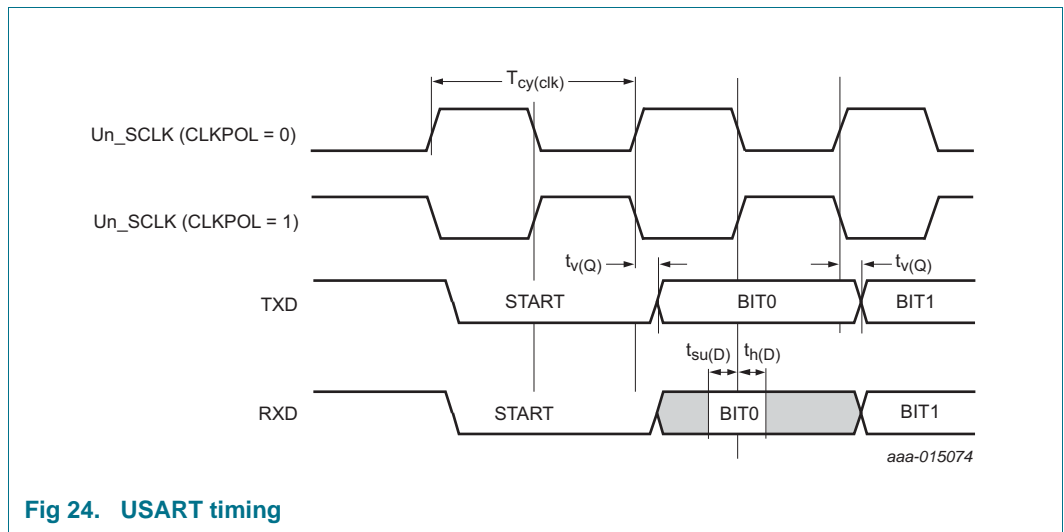 Tcy(clk)
Un_SCLK (CLKPOL = 0)
Un_SCLK (CLKPOL = 1)
tv(Q) tv(Q)
TXD START BIT0 BIT1
tsu(D) th(D)
RXD START BIT0 BIT1
aaa-015074
Fig 24. USART timing